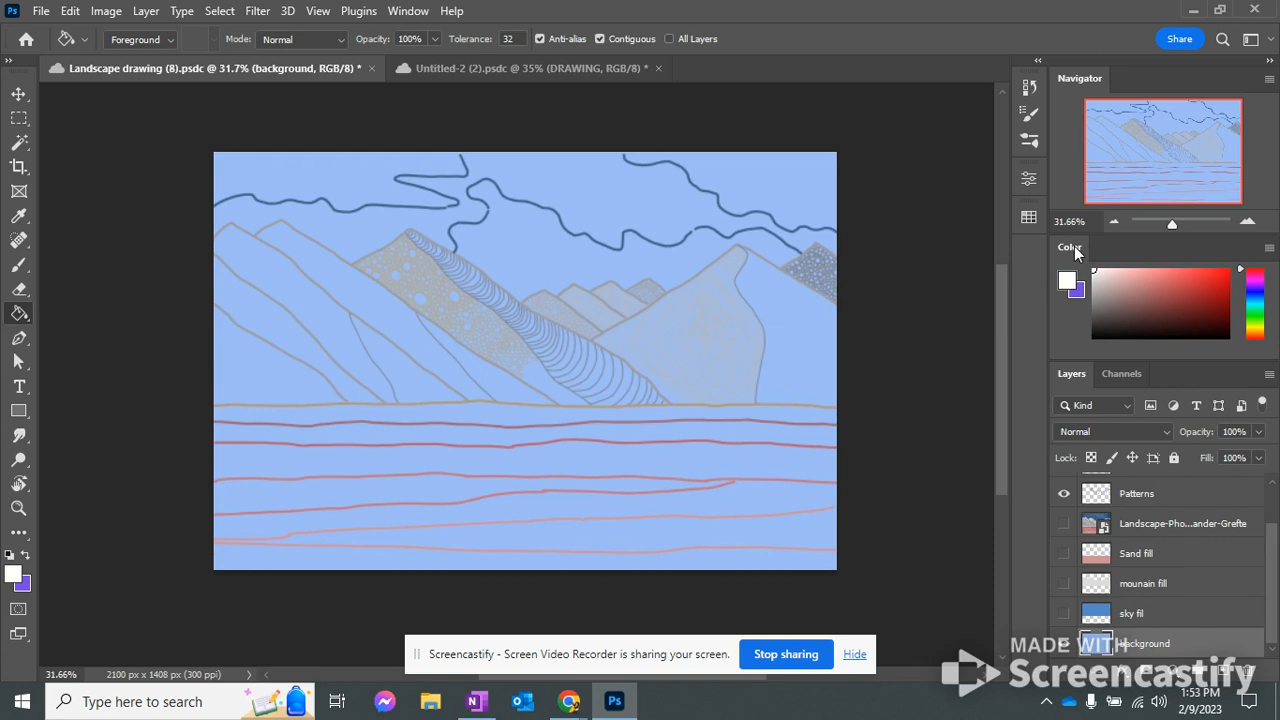 Ps File Edit Image Layer Type Select Filter 3D View Plugins Window Help
Foreground Mode: Normal Opacity: 100% Tolerance: 32 Anti-alias Contiguous All Layers Share
Landscape drawing (8).psdc @ 31.7% (background, RGB/8) * × Untitled-2 (2).psdc @ 35% (DRAWING, RGB/8) * ×
Navigator
31.66%
Color
Layers Channels
Kind
Normal Opacity: 100%
Lock: Fill: 100%
Patterns
Landscape-Pho...ander-Grefte
Sand fill
mounain fill
sky fil
background
MADE WITH
Screencastify
Screencastify - Screen Video Recorder is sharing your screen. Stop sharing Hide
31.66% 2100 px x 1408 px (300 ppi)
Type here to search
1:53 PM
2/9/2023